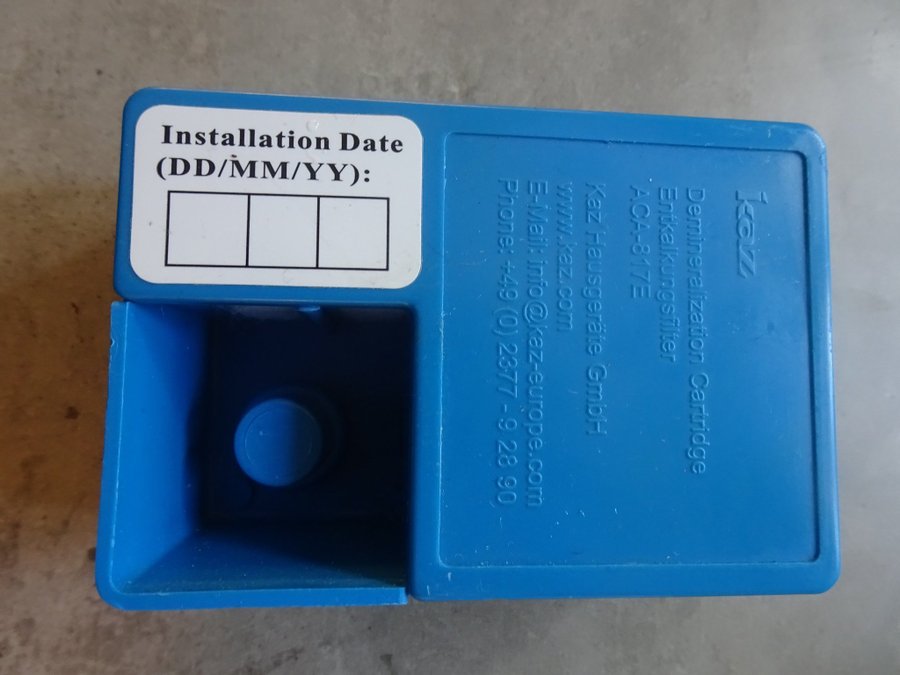 Installation Date
(DD/MM/YY):
kaz
Demineralization Cartridge
Entkalkungsfilter
ACA-817E
Kaz Hausgeräte GmbH
www.kaz.com
E-Mail: info@kaz-europe.com
Phone: +49 (0) 2377 - 9 28 90